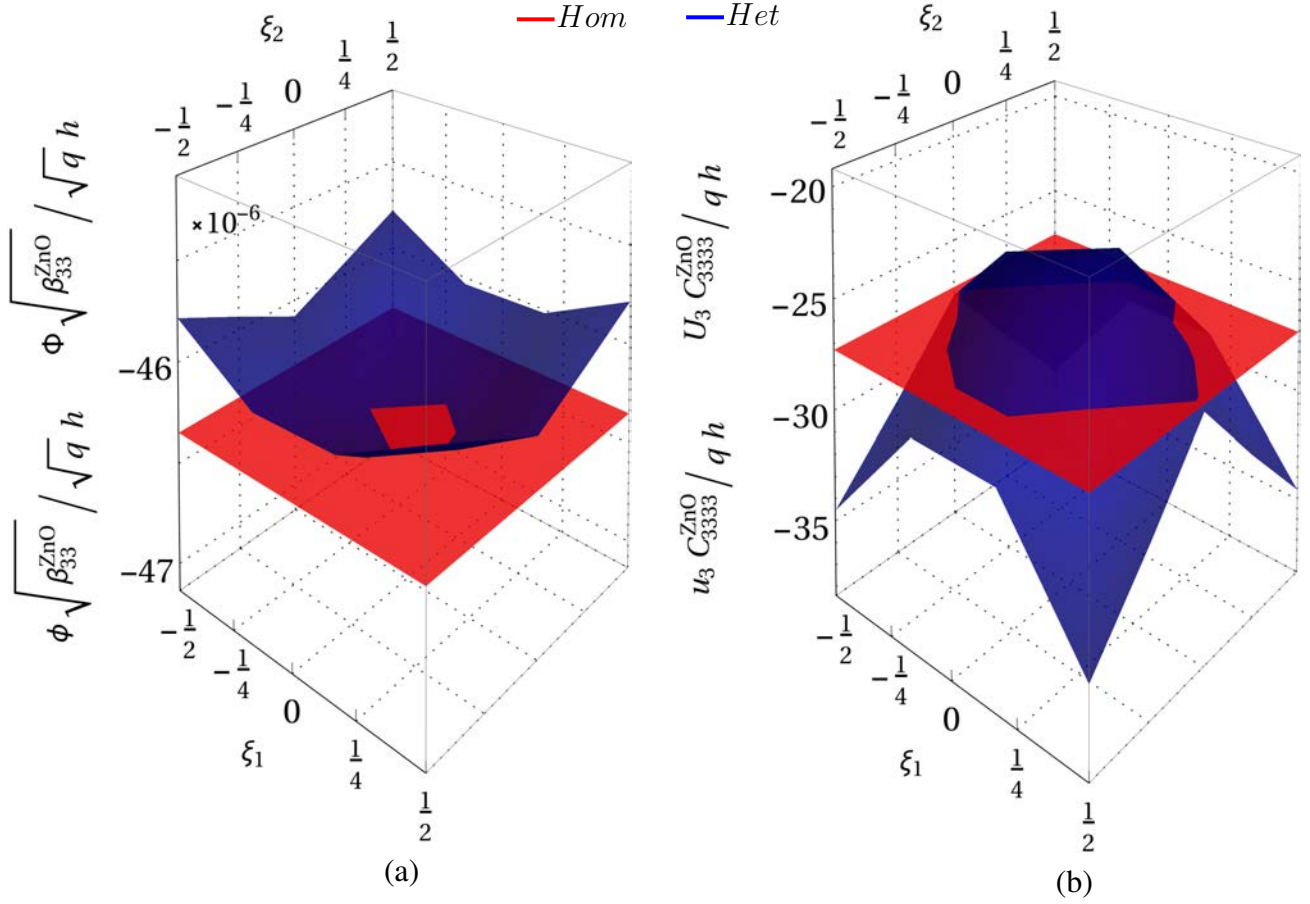 Hom
Het
ξ₂
−1/2
−1/4
0
1/4
1/2
×10⁻⁶
Φ√β₃₃^ZnO / √q h
ϕ√β₃₃^ZnO / √q h
−46
−47
−1/2
−1/4
0
1/4
1/2
ξ₁
(a)
ξ₂
−1/2
−1/4
0
1/4
1/2
U₃ C₃₃₃₃^ZnO / q h
u₃ C₃₃₃₃^ZnO / q h
−20
−25
−30
−35
−1/2
−1/4
0
1/4
1/2
ξ₁
(b)